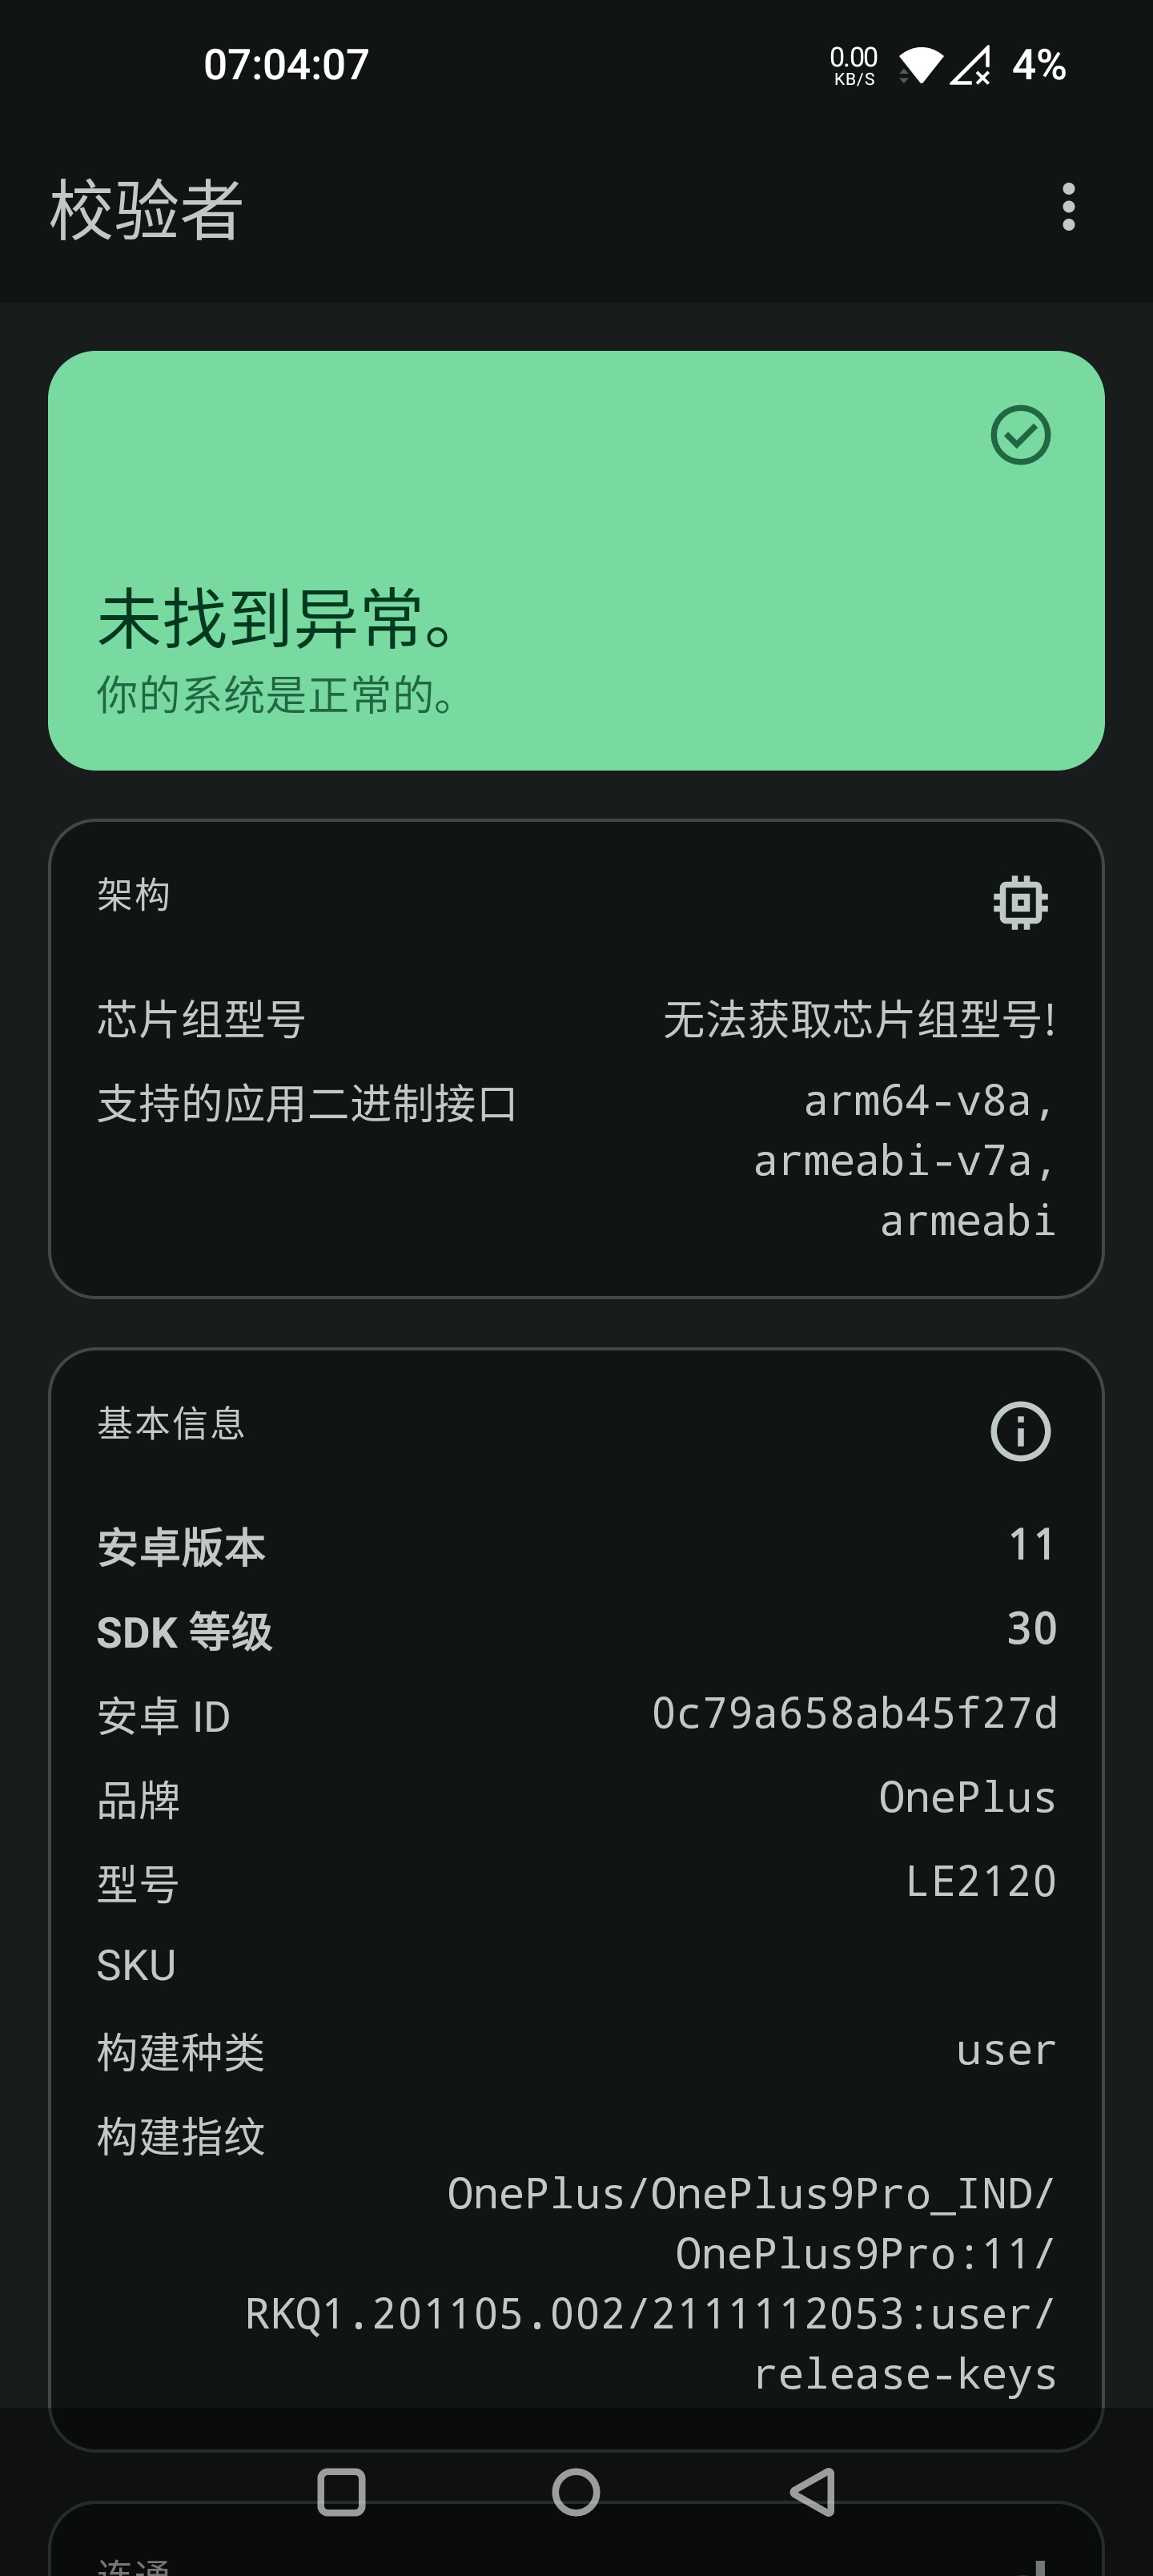 07:04:07
0.00
KB/S
4%
校验者
未找到异常。
你的系统是正常的。
架构
芯片组型号 无法获取芯片组型号!
支持的应用二进制接口 arm64-v8a,
armeabi-v7a,
armeabi
基本信息
安卓版本 11
SDK 等级 30
安卓 ID 0c79a658ab45f27d
品牌 OnePlus
型号 LE2120
SKU
构建种类 user
构建指纹
OnePlus/OnePlus9Pro_IND/
OnePlus9Pro:11/
RKQ1.201105.002/2111112053:user/
release-keys
连通